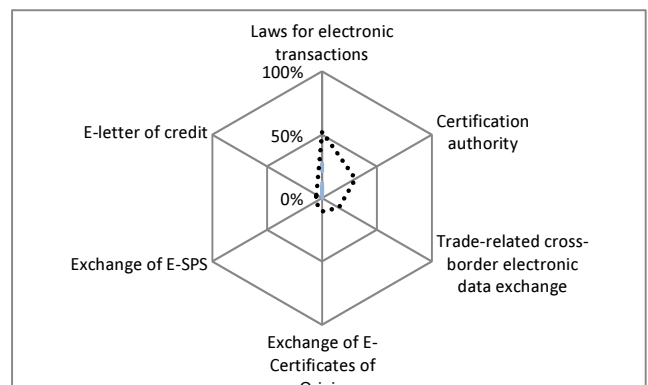 Laws for electronic
transactions
100%
E-letter of credit
50%
Certification
authority
0%
Exchange of E-SPS
Trade-related cross-
border electronic
data exchange
Exchange of E-
Certificates of